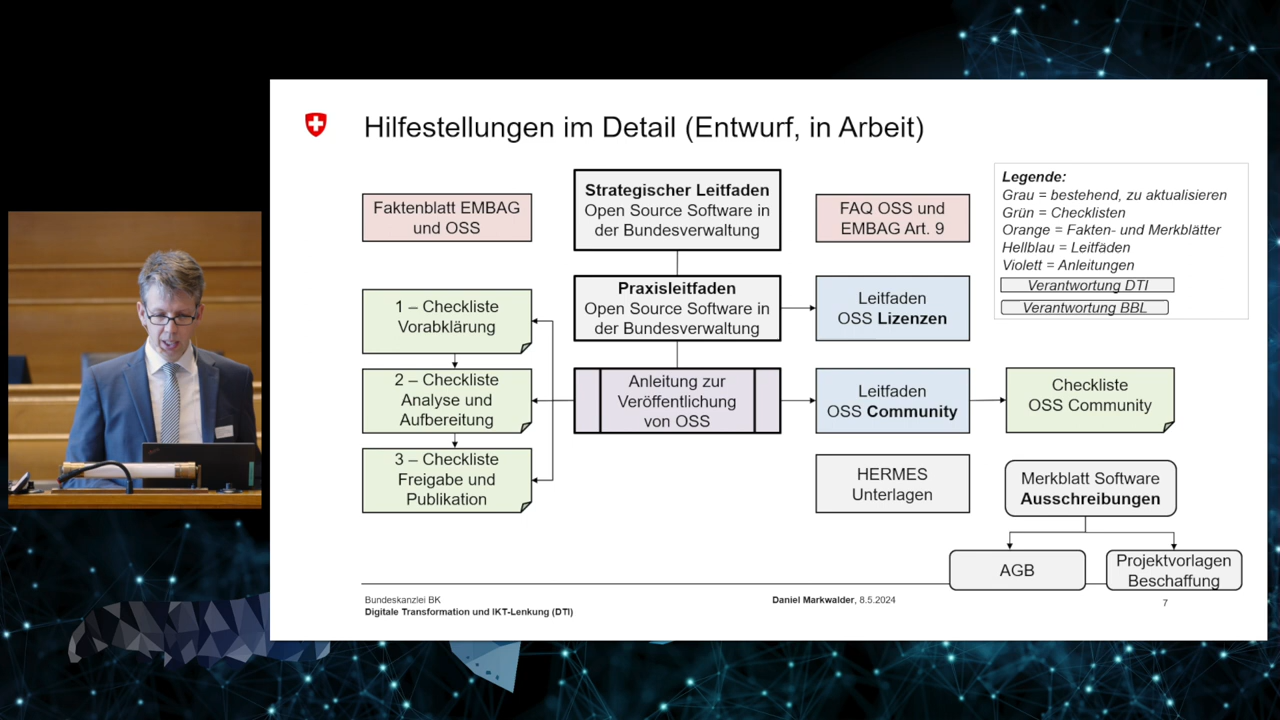 Hilfestellungen im Detail (Entwurf, in Arbeit)
Faktenblatt EMBAG
und OSS
Strategischer Leitfaden
Open Source Software in
der Bundesverwaltung
FAQ OSS und
EMBAG Art. 9
Legende:
Grau = bestehend, zu aktualisieren
Grün = Checklisten
Orange = Fakten- und Merkblätter
Hellblau = Leitfäden
Violett = Anleitungen
Verantwortung DTI
Verantwortung BBL
1 – Checkliste
Vorabklärung
Praxisleitfaden
Open Source Software in
der Bundesverwaltung
Leitfaden
OSS Lizenzen
2 – Checkliste
Analyse und
Aufbereitung
Anleitung zur
Veröffentlichung
von OSS
Leitfaden
OSS Community
Checkliste
OSS Community
3 – Checkliste
Freigabe und
Publikation
HERMES
Unterlagen
Merkblatt Software
Ausschreibungen
AGB
Projektvorlagen
Beschaffung
Bundeskanzlei BK
Digitale Transformation und IKT-Lenkung (DTI)
Daniel Markwalder, 8.5.2024
7